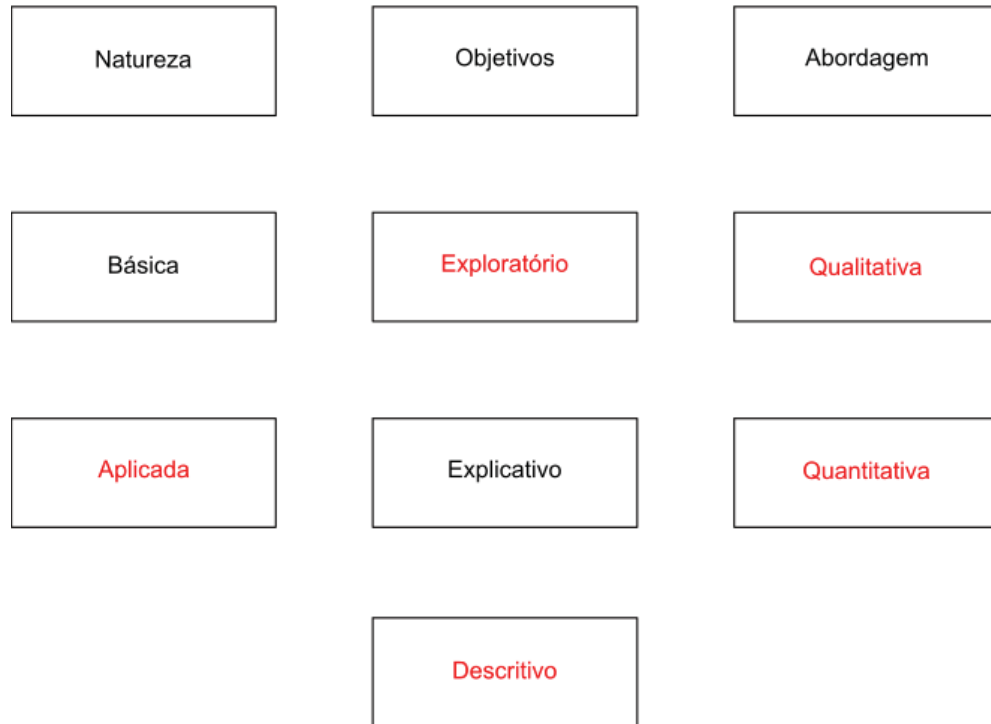 Natureza
Objetivos
Abordagem
Básica
Exploratório
Qualitativa
Aplicada
Explicativo
Quantitativa
Descritivo